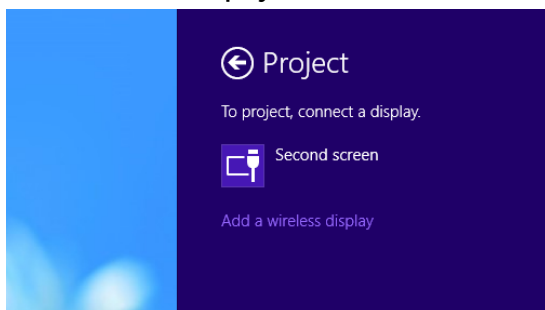 Project
To project, connect a display.
Second screen
Add a wireless display